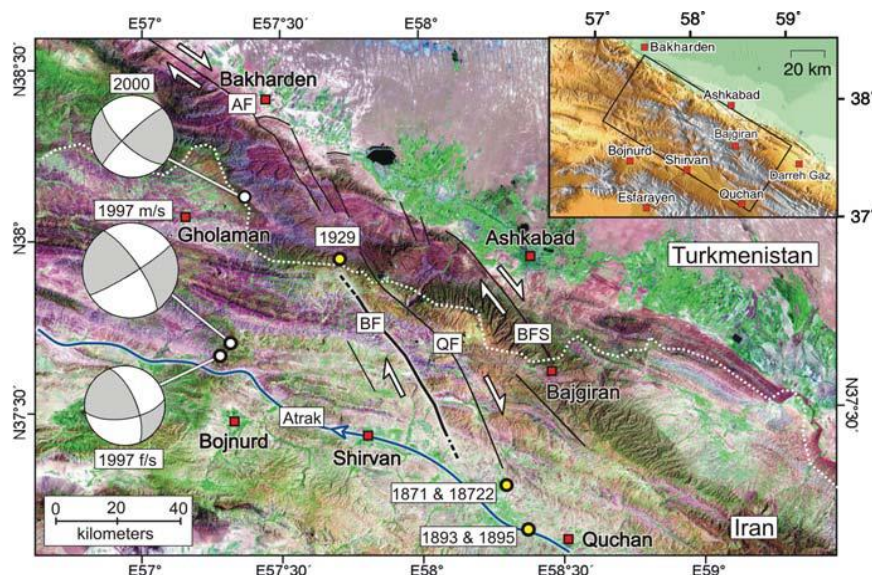 E57°
E57°30
E58°
57°
58°
59°
Bakharden
20 km
Ashkabad
Bajgiran
Bojnurd
Shirvan
Darreh Gaz
Esfarayen
Quchan
38°
37°
N38°30
2000
Bakharden
AF
1997 m/s
Gholaman
1929
Ashkabad
Turkmenistan
N38°
BF
QF
BFS
Bajgiran
N37°30
N37°30
Atrak
Bojnurd
Shirvan
1997 f/s
1871 & 18722
0 20 40
kilometers
1893 & 1895
Quchan
Iran
E57°
E57°30
E58°
E58°30
E59°